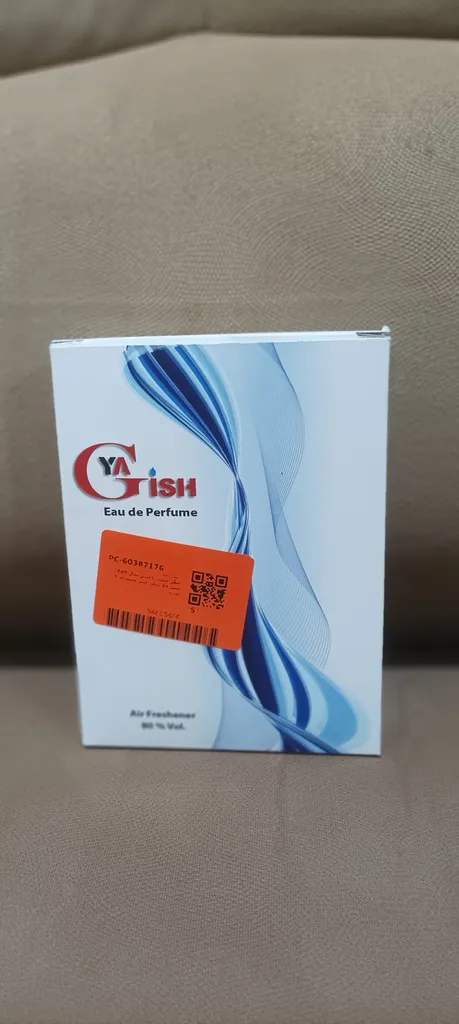 YA
GISH
Eau de Perfume
PC-60387176
S
Air Freshener
80 % Vol.